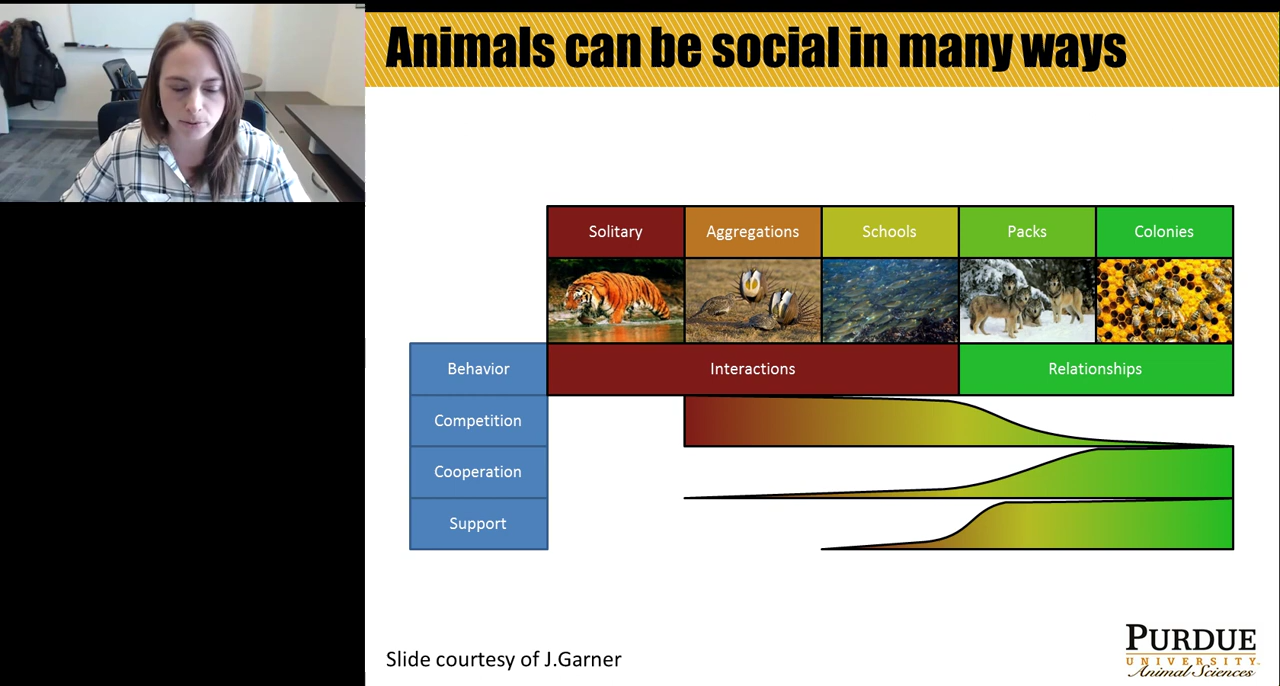 Animals can be social in many ways
Solitary Aggregations Schools Packs Colonies
Behavior Interactions Relationships
Competition
Cooperation
Support
Slide courtesy of J.Garner
PURDUE
UNIVERSITY
Animal Sciences